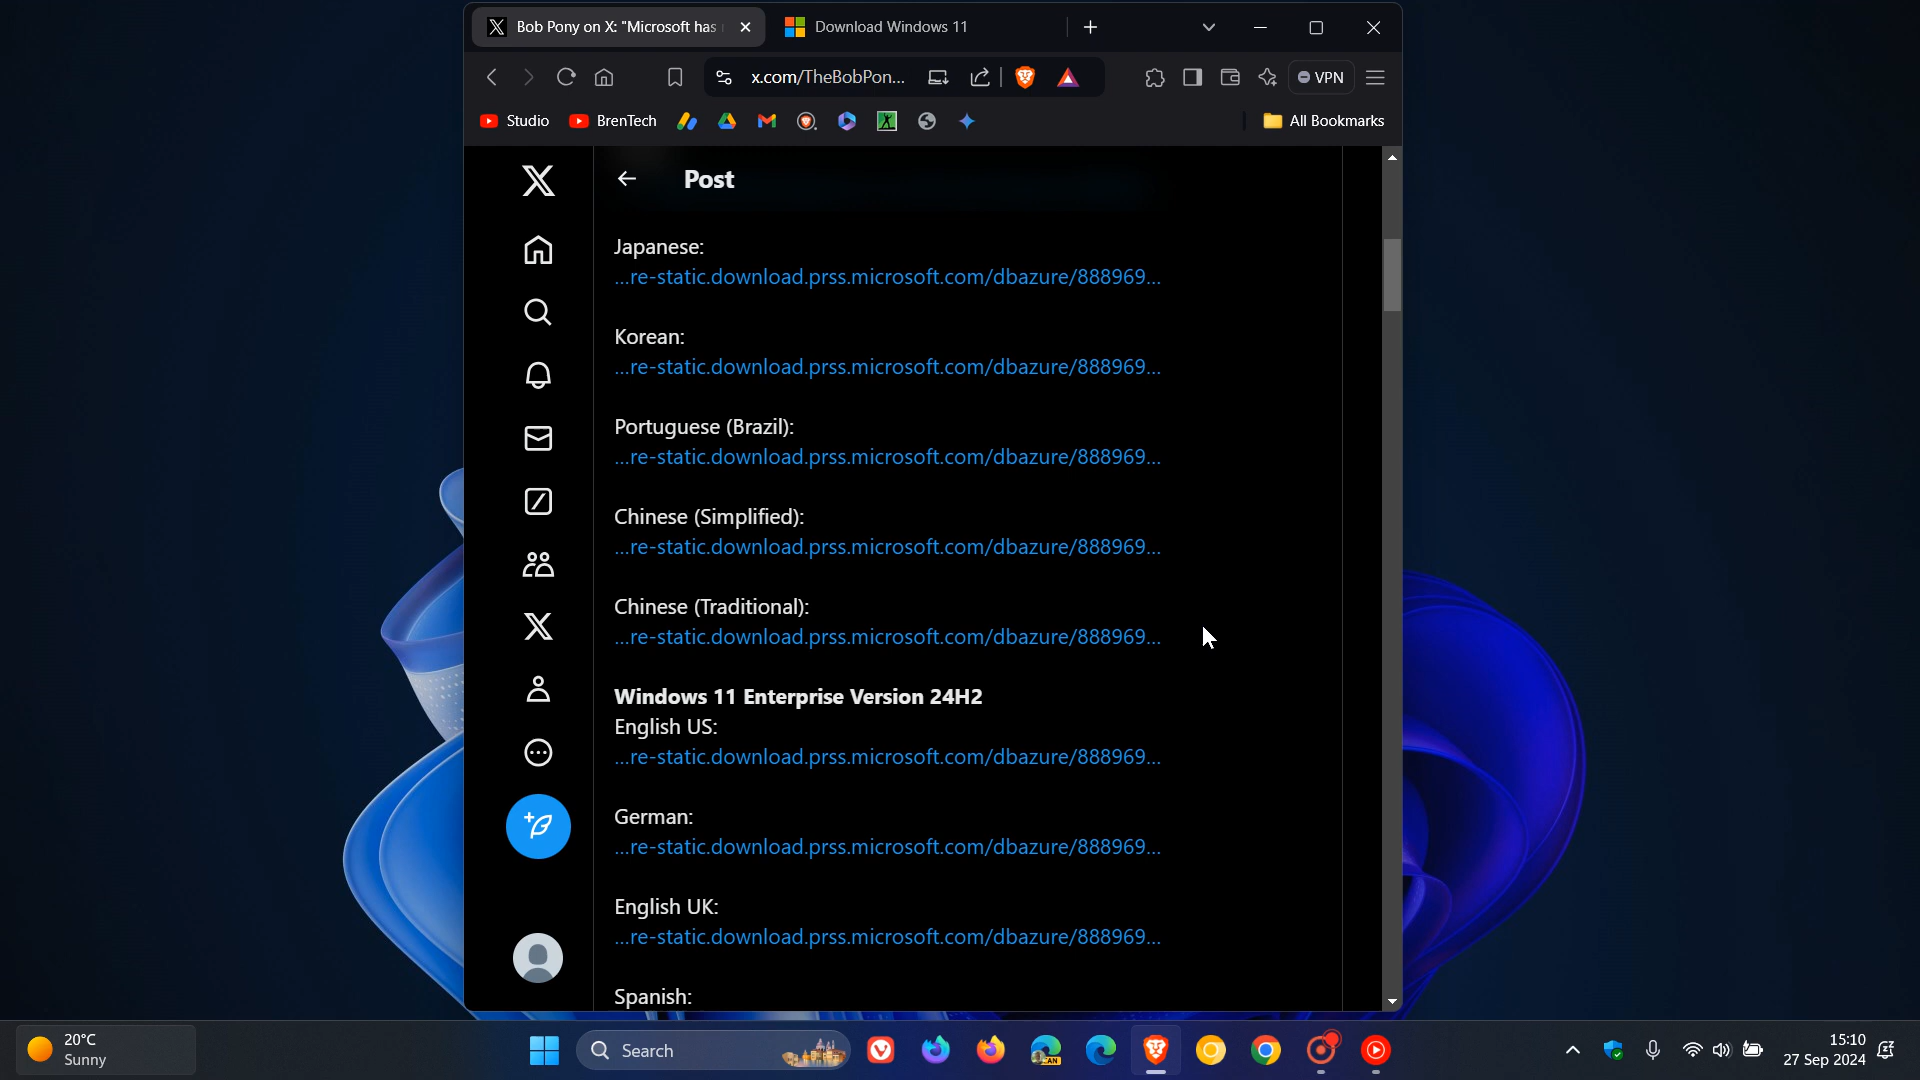 Bob Pony on X: "Microsoft has
Download Windows 11
x.com/TheBobPon...
VPN
Studio
BrenTech
All Bookmarks
Post
Japanese:
...re-static.download.prss.microsoft.com/dbazure/888969...
Korean:
...re-static.download.prss.microsoft.com/dbazure/888969...
Portuguese (Brazil):
...re-static.download.prss.microsoft.com/dbazure/888969...
Chinese (Simplified):
...re-static.download.prss.microsoft.com/dbazure/888969...
Chinese (Traditional):
...re-static.download.prss.microsoft.com/dbazure/888969...
Windows 11 Enterprise Version 24H2
English US:
...re-static.download.prss.microsoft.com/dbazure/888969...
German:
...re-static.download.prss.microsoft.com/dbazure/888969...
English UK:
...re-static.download.prss.microsoft.com/dbazure/888969...
Spanish:
20°C
Sunny
Search
CAN
15:10
27 Sep 2024